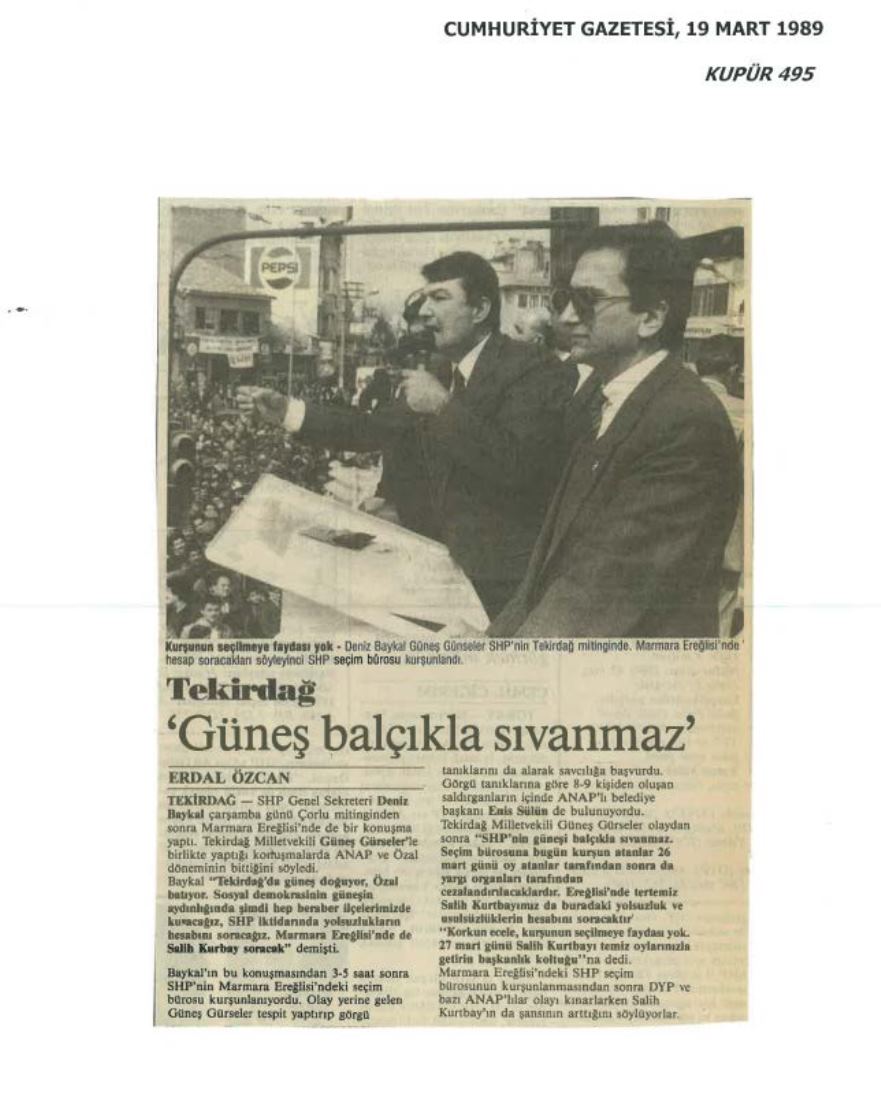 CUMHURİYET GAZETESİ, 19 MART 1989
KUPÜR 495
PEPSI
Kurşunun seçilmeye faydası yok - Deniz Baykal Güneş Günseler SHP'nin Tekirdağ mitinginde. Marmara Ereğlisi'nde
hesap soracakları söyleyinci SHP seçim bürosu kurşunlandı.
Tekirdağ
'Güneş balçıkla sıvanmaz'
ERDAL ÖZCAN
TEKİRDAĞ — SHP Genel Sekreteri Deniz
Baykal çarşamba günü Çorlu mitinginden
sonra Marmara Ereğlisi'nde de bir konuşma
yaptı. Tekirdağ Milletvekili Güneş Gürseler'le
birlikte yaptığı konuşmalarda ANAP ve Özal
döneminin bittiğini söyledi.
Baykal "Tekirdağ'da güneş doğuyor, Özal
batıyor. Sosyal demokrasinin güneşin
aydınlığında şimdi hep beraber ilçelerimizde
kuracağız, SHP iktidarında yolsuzlukların
hesabını soracağız. Marmara Ereğlisi'nde de
Salih Kurbay soracak" demişti.
Baykal'ın bu konuşmasından 3-5 saat sonra
SHP'nin Marmara Ereğlisi'ndeki seçim
bürosu kurşunlanıyordu. Olay yerine gelen
Güneş Gürseler tespit yaptırıp görgü
tanıklarını da alarak savcılığa başvurdu.
Görgü tanıklarına göre 8-9 kişiden oluşan
saldırganların içinde ANAP'lı belediye
başkanı Enis Sülün de bulunuyordu.
Tekirdağ Milletvekili Güneş Gürseler olaydan
sonra "SHP'nin güneşi balçıkla sıvanmaz.
Seçim bürosuna bugün kurşun atanlar 26
mart günü oy atanlar tarafından sonra da
yargı organları tarafından
cezalandırılacaklardır. Ereğlisi'nde tertemiz
Salih Kurtbayımız da buradaki yolsuzluk ve
usulsüzlüklerin hesabını soracaktır'
"Korkun ecele, kurşunun seçilmeye faydası yok.
27 mart günü Salih Kurtbayı temiz oylarınızla
getirin başkanlık koltuğu"na dedi.
Marmara Ereğlisi'ndeki SHP seçim
bürosunun kurşunlanmasından sonra DYP ve
bazı ANAP'lılar olayı kınarlarken Salih
Kurtbay'ın da şansının arttığını söylüyorlar.